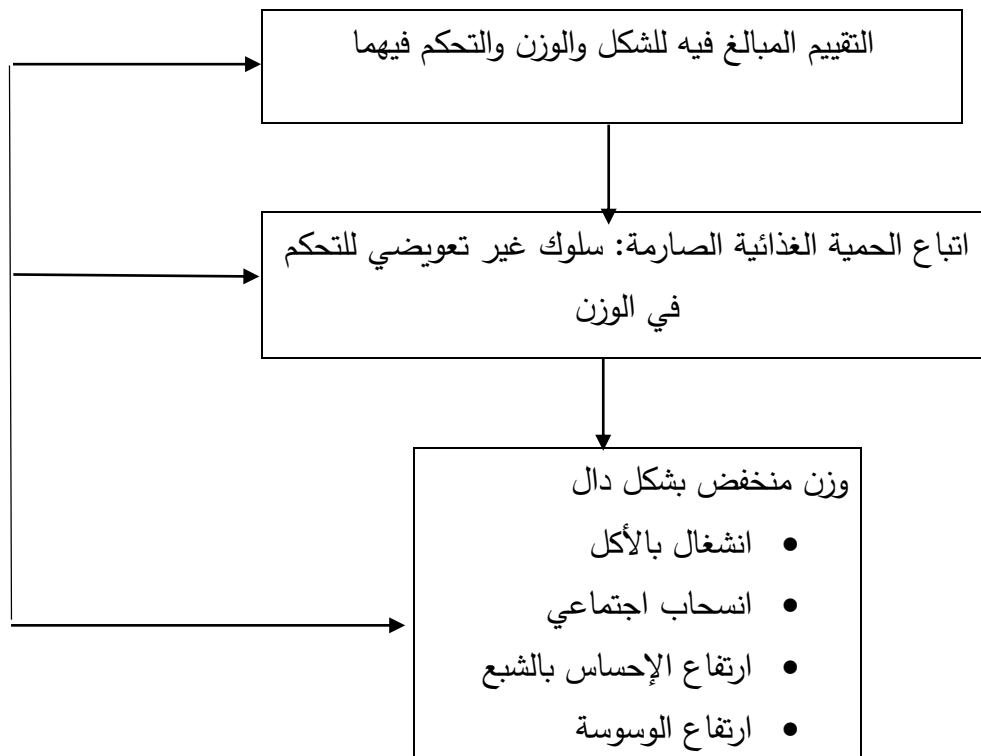 التقييم المبالغ فيه للشكل والوزن والتحكم فيهما
اتباع الحمية الغذائية الصارمة: سلوك غير تعويضي للتحكم
في الوزن
وزن منخفض بشكل دال
• انشغال بالأكل
• انسحاب اجتماعي
• ارتفاع الإحساس بالشبع
• ارتفاع الوسوسة